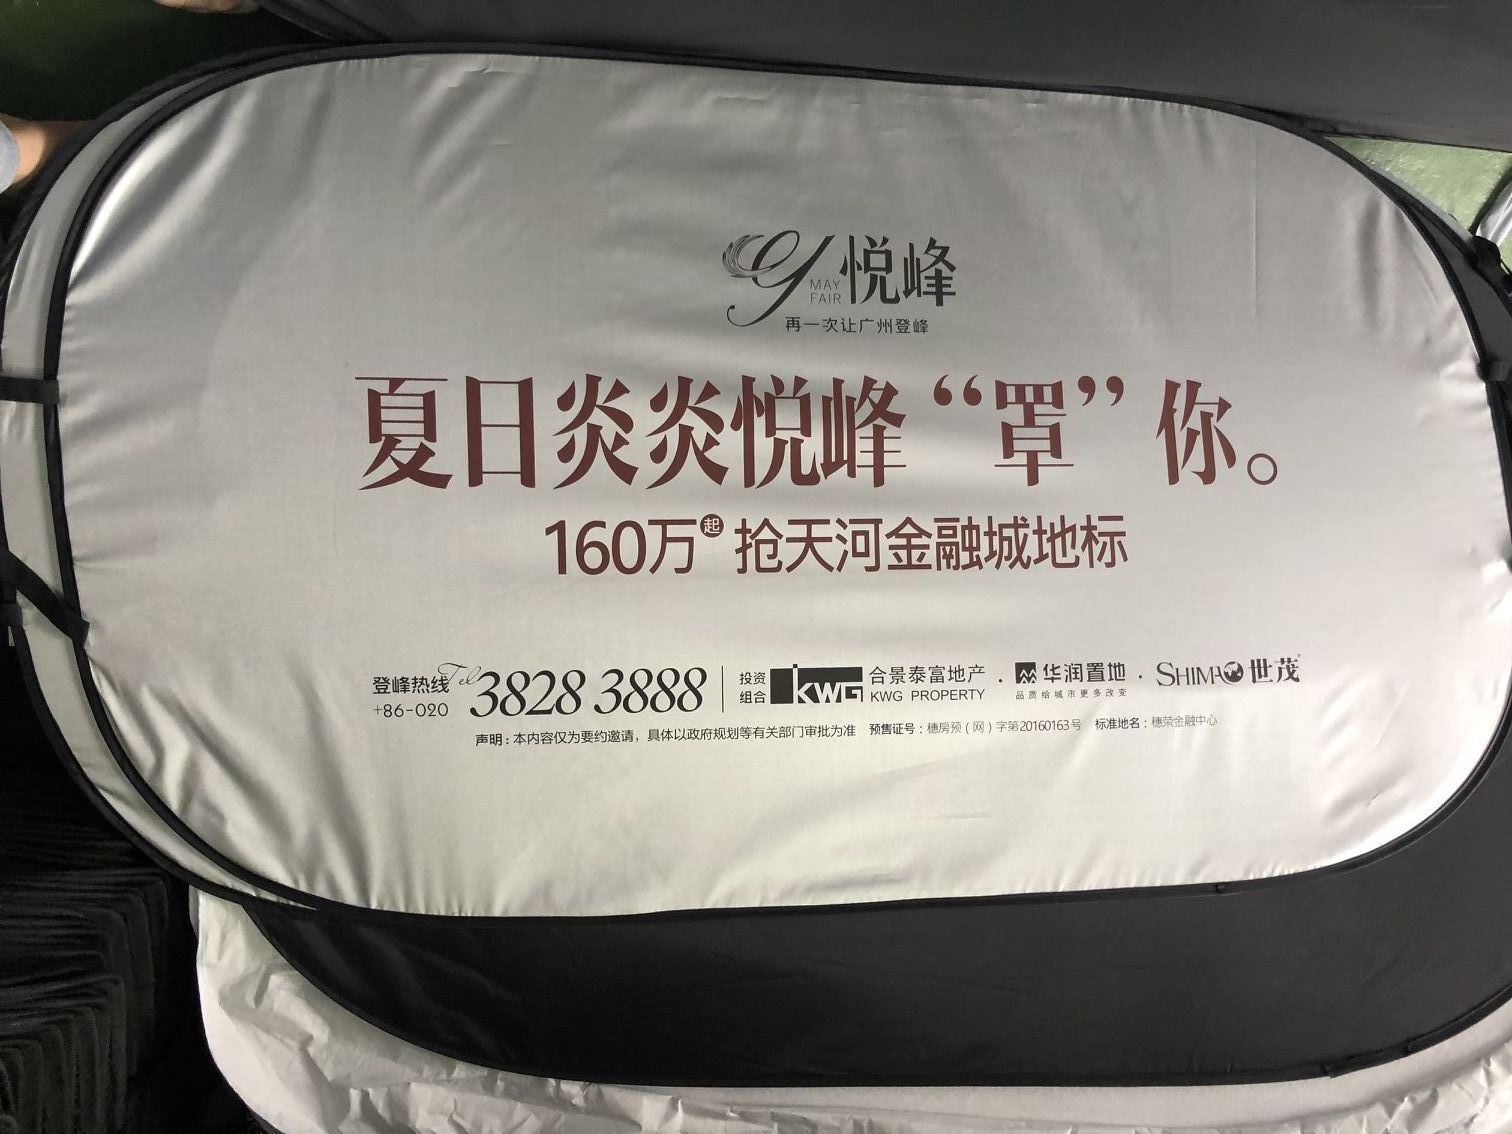 悦峰
MAY
FAIR
再一次让广州登峰
夏日炎炎悦峰“罩”你。
160万起 抢天河金融城地标
登峰热线 Tel 3828 3888
+86-020
投资
组合
KWG 合景泰富地产
KWG PROPERTY
· 华润置地 · SHIMAO 世茂
品质给城市更多改变
声明：本内容仅为要约邀请，具体以政府规划等有关部门审批为准 预售证号：穗房预（网）字第20160163号 标准地名：穗荣金融中心